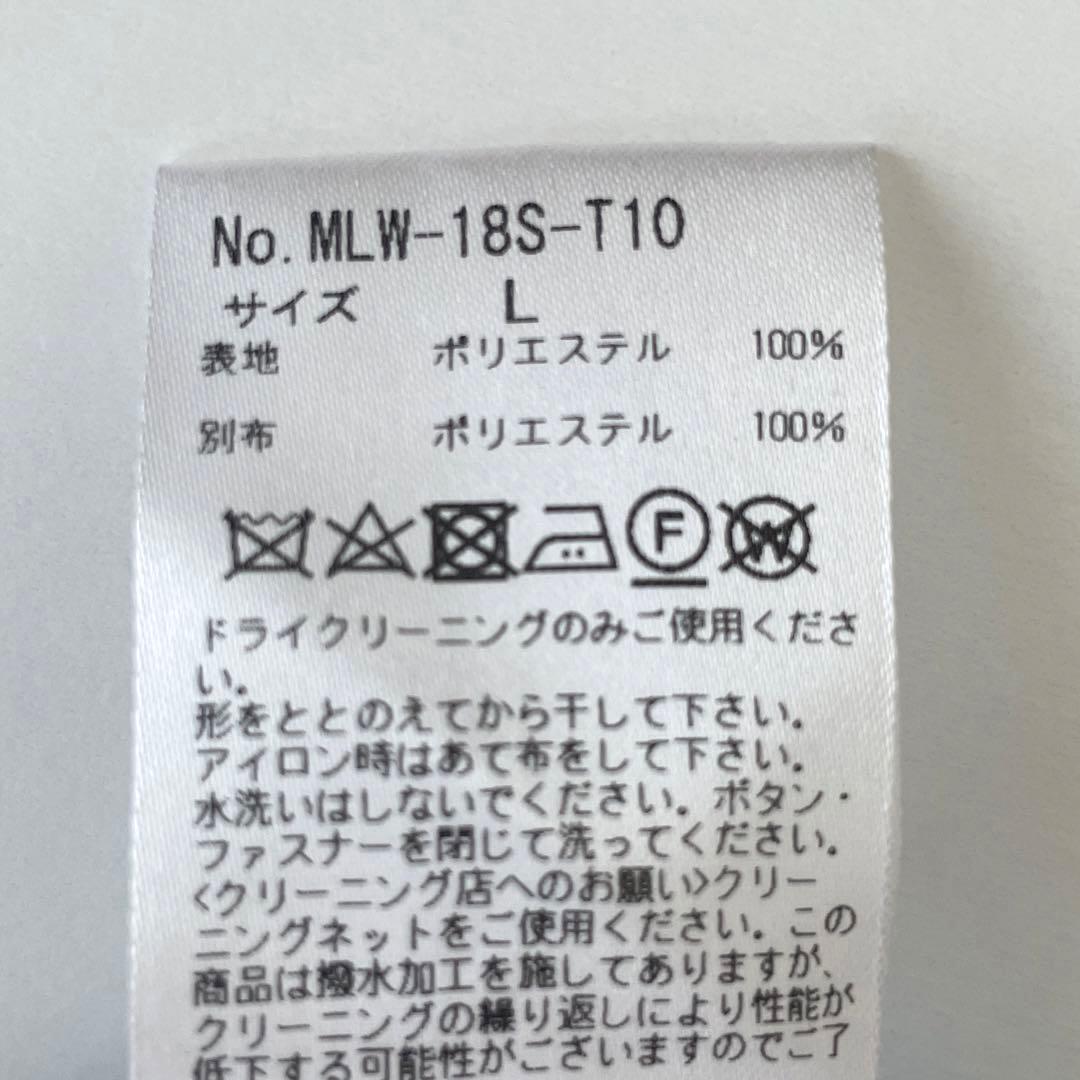 No. MLW-18S-T10
サイズ L
表地 ポリエステル 100%
別布 ポリエステル 100%
F W
ドライクリーニングのみご使用くださ
い.
形をととのえてから干して下さい.
アイロン時はあて布をして下さい.
水洗いはしないでください. ボタン・
ファスナーを閉じて洗ってください.
<クリーニング店へのお願い>クリー
ニングネットをご使用ください. この
商品は撥水加工を施してありますが、
クリーニングの繰り返しにより性能が
低下する可能性がございますのでご了